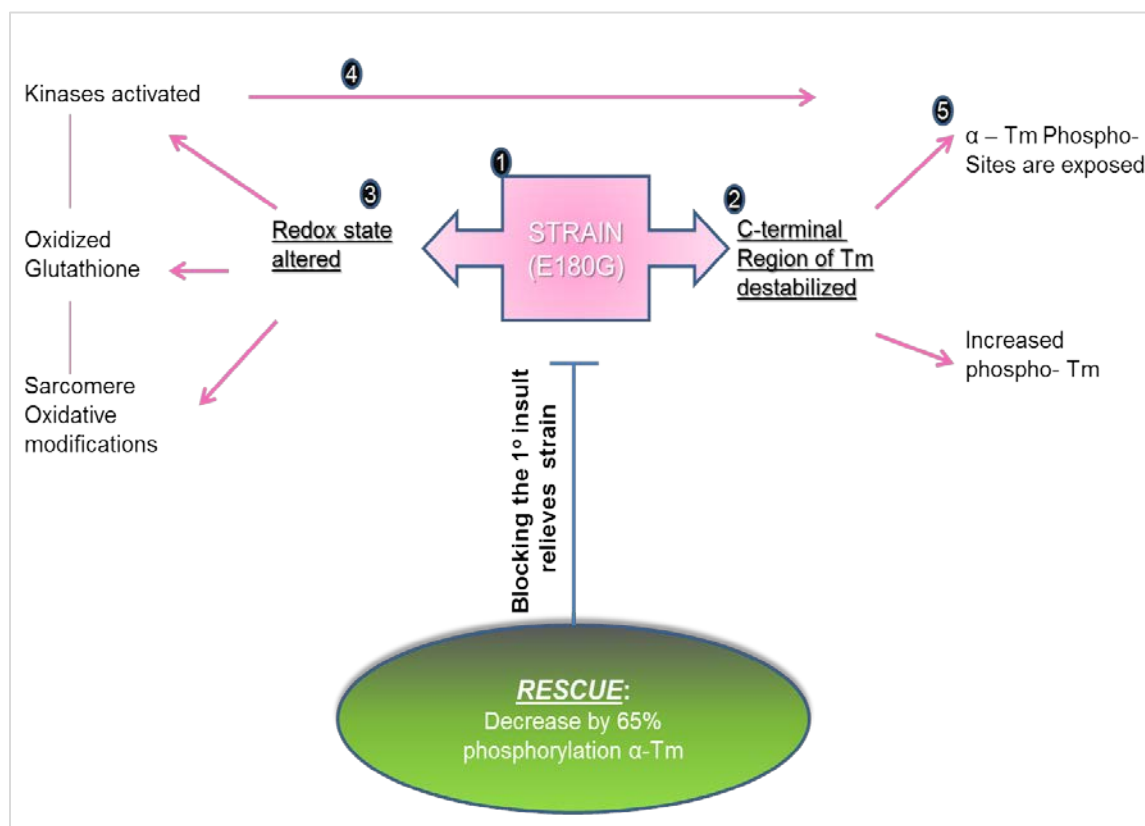 4
Kinases activated
5
α – Tm Phospho-
Sites are exposed
1
3
2
Redox state
altered
STRAIN
(E180G)
C-terminal
Region of Tm
destabilized
Oxidized
Glutathione
Increased
phospho- Tm
Sarcomere
Oxidative
modifications
Blocking the 1º insult
relieves strain
RESCUE:
Decrease by 65%
phosphorylation α-Tm